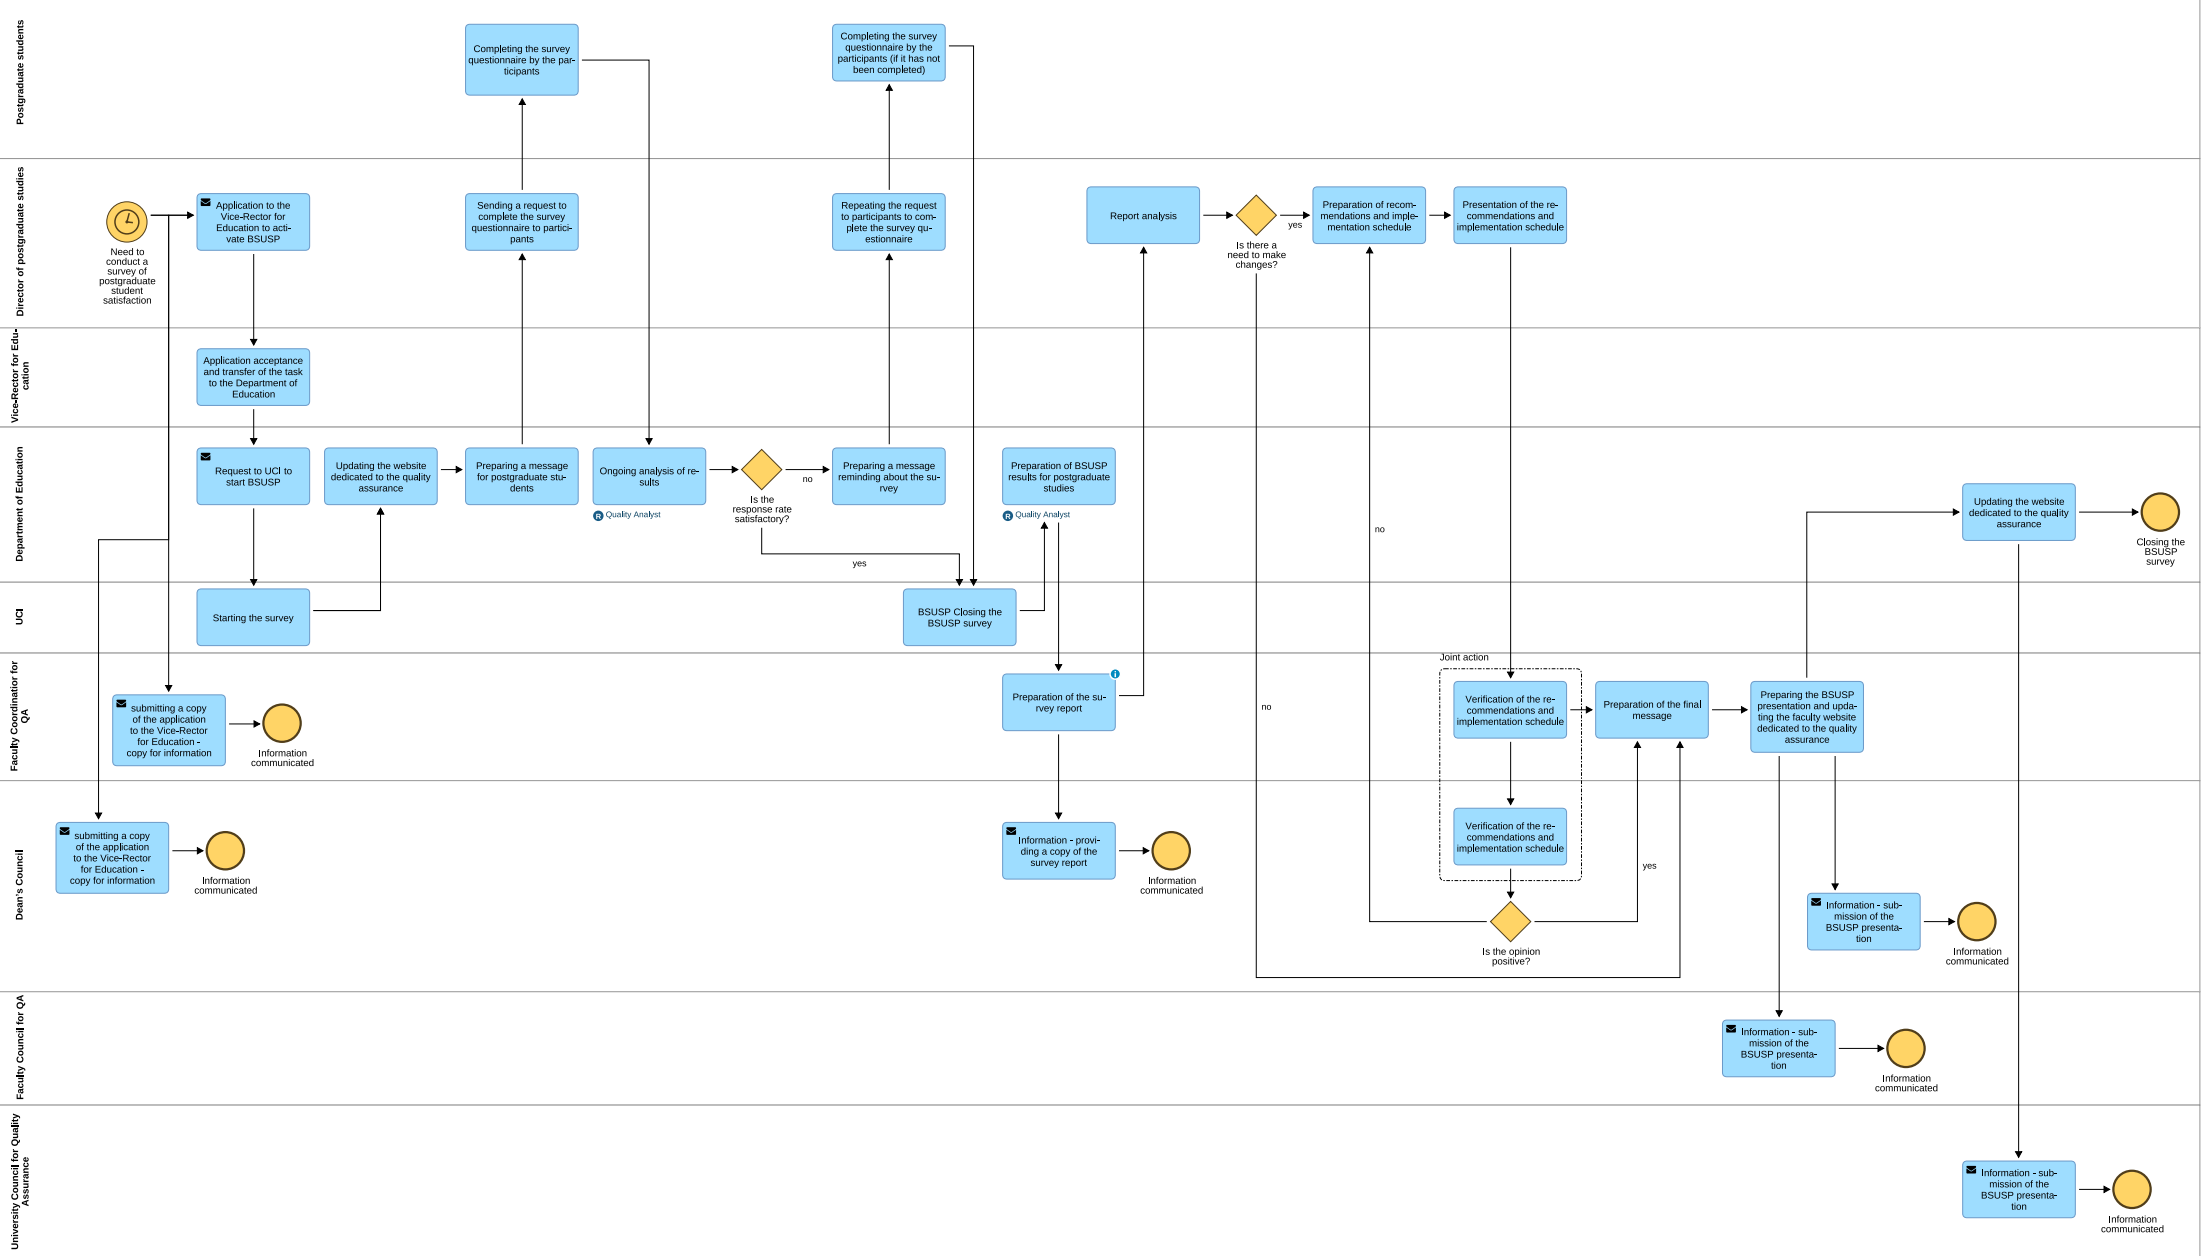 Postgraduate students
Completing the survey
questionnaire by the par-
ticipants
Completing the survey
questionnaire by the
participants (if it has not
been completed)
Director of postgraduate studies
Need to
conduct a
survey of
postgraduate
student
satisfaction
Application to the
Vice-Rector for
Education to acti-
vate BSUSP
Sending a request to
complete the survey
questionnaire to partici-
pants
Repeating the request
to participants to com-
plete the survey qu-
estionnaire
Report analysis
Is there a
need to make
changes?
yes
Preparation of recom-
mendations and imple-
mentation schedule
Presentation of the re-
commendations and
implementation schedule
Vice-Rector for Edu-
cation
Application acceptance
and transfer of the task
to the Department of
Education
Department of Education
Request to UCI to
start BSUSP
Updating the website
dedicated to the quality
assurance
Preparing a message
for postgraduate stu-
dents
Ongoing analysis of re-
sults
R Quality Analyst
Is the
response rate
satisfactory?
no
yes
Preparing a message
reminding about the su-
rvey
Preparation of BSUSP
results for postgraduate
studies
R Quality Analyst
no
Updating the website
dedicated to the quality
assurance
Closing the
BSUSP
survey
UCI
Starting the survey
BSUSP Closing the
BSUSP survey
Faculty Coordinatior for
QA
submitting a copy
of the application
to the Vice-Rector
for Education -
copy for information
Information
communicated
Preparation of the su-
rvey report
i
no
Joint action
Verification of the re-
commendations and
implementation schedule
Preparation of the final
message
Preparing the BSUSP
presentation and upda-
ting the faculty website
dedicated to the quality
assurance
Dean's Council
submitting a copy
of the application
to the Vice-Rector
for Education -
copy for information
Information
communicated
Information - provi-
ding a copy of the
survey report
Information
communicated
Verification of the re-
commendations and
implementation schedule
yes
Is the opinion
positive?
Information - sub-
mission of the
BSUSP presenta-
tion
Information
communicated
Faculty Council for QA
Information - sub-
mission of the
BSUSP presenta-
tion
Information
communicated
University Council for Quality
Assurance
Information - sub-
mission of the
BSUSP presenta-
tion
Information
communicated